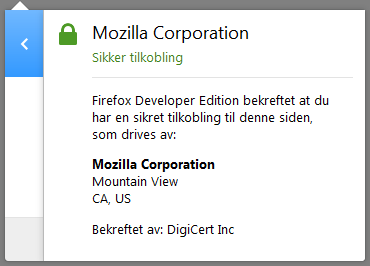 Mozilla Corporation
Sikker tilkobling
Firefox Developer Edition bekreftet at du
har en sikret tilkobling til denne siden,
som drives av:
Mozilla Corporation
Mountain View
CA, US
Bekreftet av: DigiCert Inc